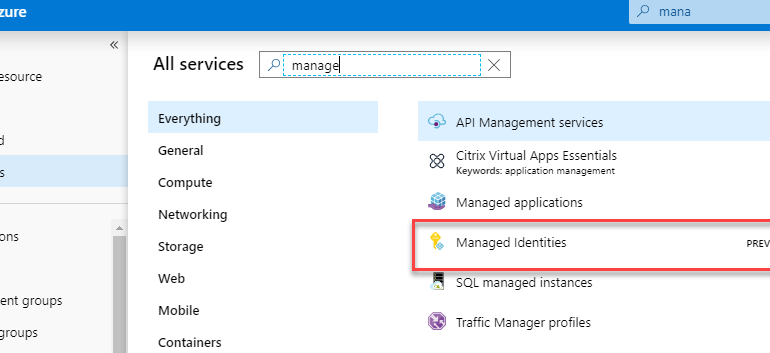 zure
mana
«
esource
d
s
ions
ent groups
groups
All services
manage
Everything
General
Compute
Networking
Storage
Web
Mobile
Containers
API Management services
Citrix Virtual Apps Essentials
Keywords: application management
Managed applications
Managed Identities
PREV
SQL managed instances
Traffic Manager profiles